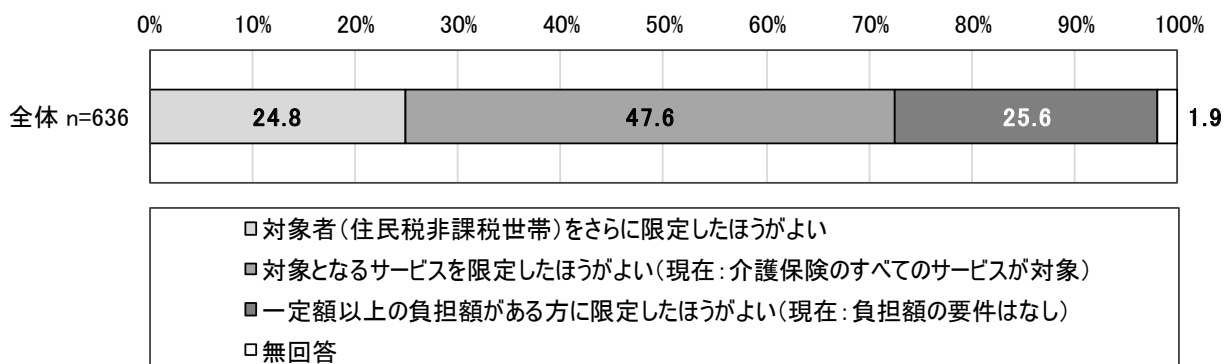 0% 10% 20% 30% 40% 50% 60% 70% 80% 90% 100%
全体 n=636 24.8 47.6 25.6 1.9
対象者(住民税非課税世帯)をさらに限定したほうがよい
対象となるサービスを限定したほうがよい(現在:介護保険のすべてのサービスが対象)
一定額以上の負担額がある方に限定したほうがよい(現在:負担額の要件はなし)
無回答